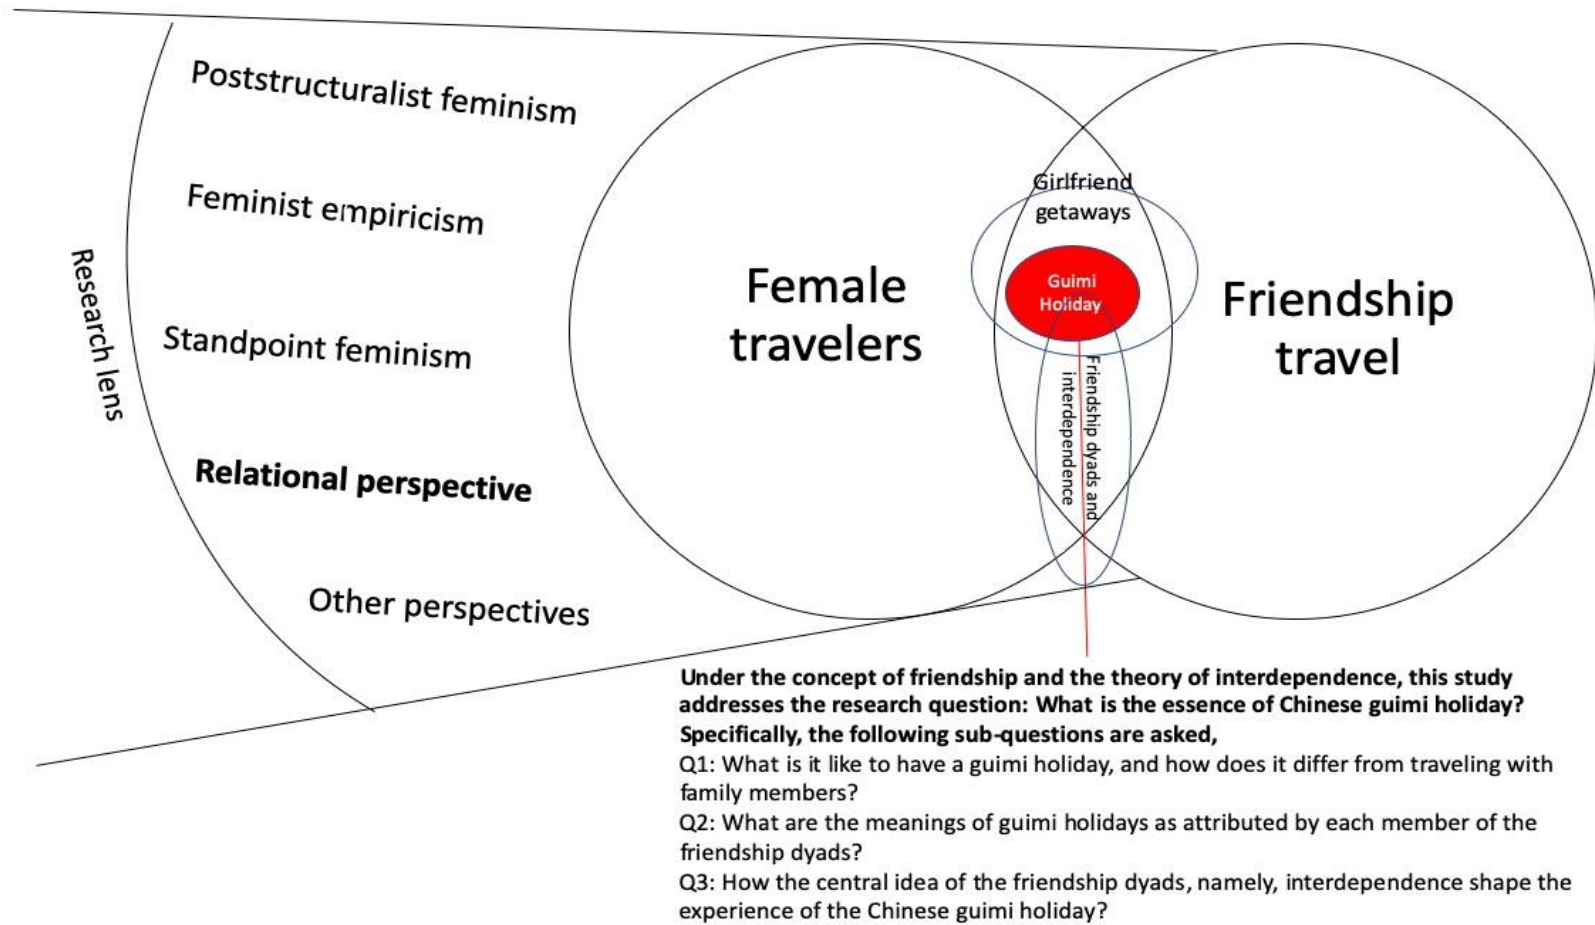 Research lens
Poststructuralist feminism
Feminist empiricism
Standpoint feminism
Relational perspective
Other perspectives
Female
travelers
Girlfriend
getaways
Guimi
Holiday
Friendship dyads and
interdependence
Friendship
travel
Under the concept of friendship and the theory of interdependence, this study
addresses the research question: What is the essence of Chinese guimi holiday?
Specifically, the following sub-questions are asked,
Q1: What is it like to have a guimi holiday, and how does it differ from traveling with
family members?
Q2: What are the meanings of guimi holidays as attributed by each member of the
friendship dyads?
Q3: How the central idea of the friendship dyads, namely, interdependence shape the
experience of the Chinese guimi holiday?